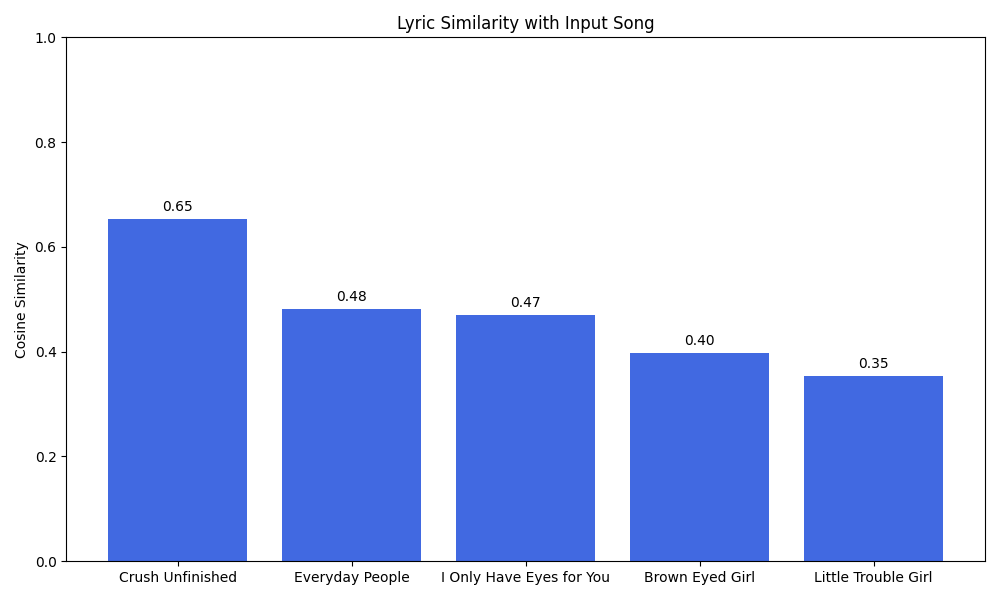 Lyric Similarity with Input Song
1.0
0.8
0.6
0.4
0.2
0.0
Cosine Similarity
0.65
0.48
0.47
0.40
0.35
Crush Unfinished
Everyday People
I Only Have Eyes for You
Brown Eyed Girl
Little Trouble Girl